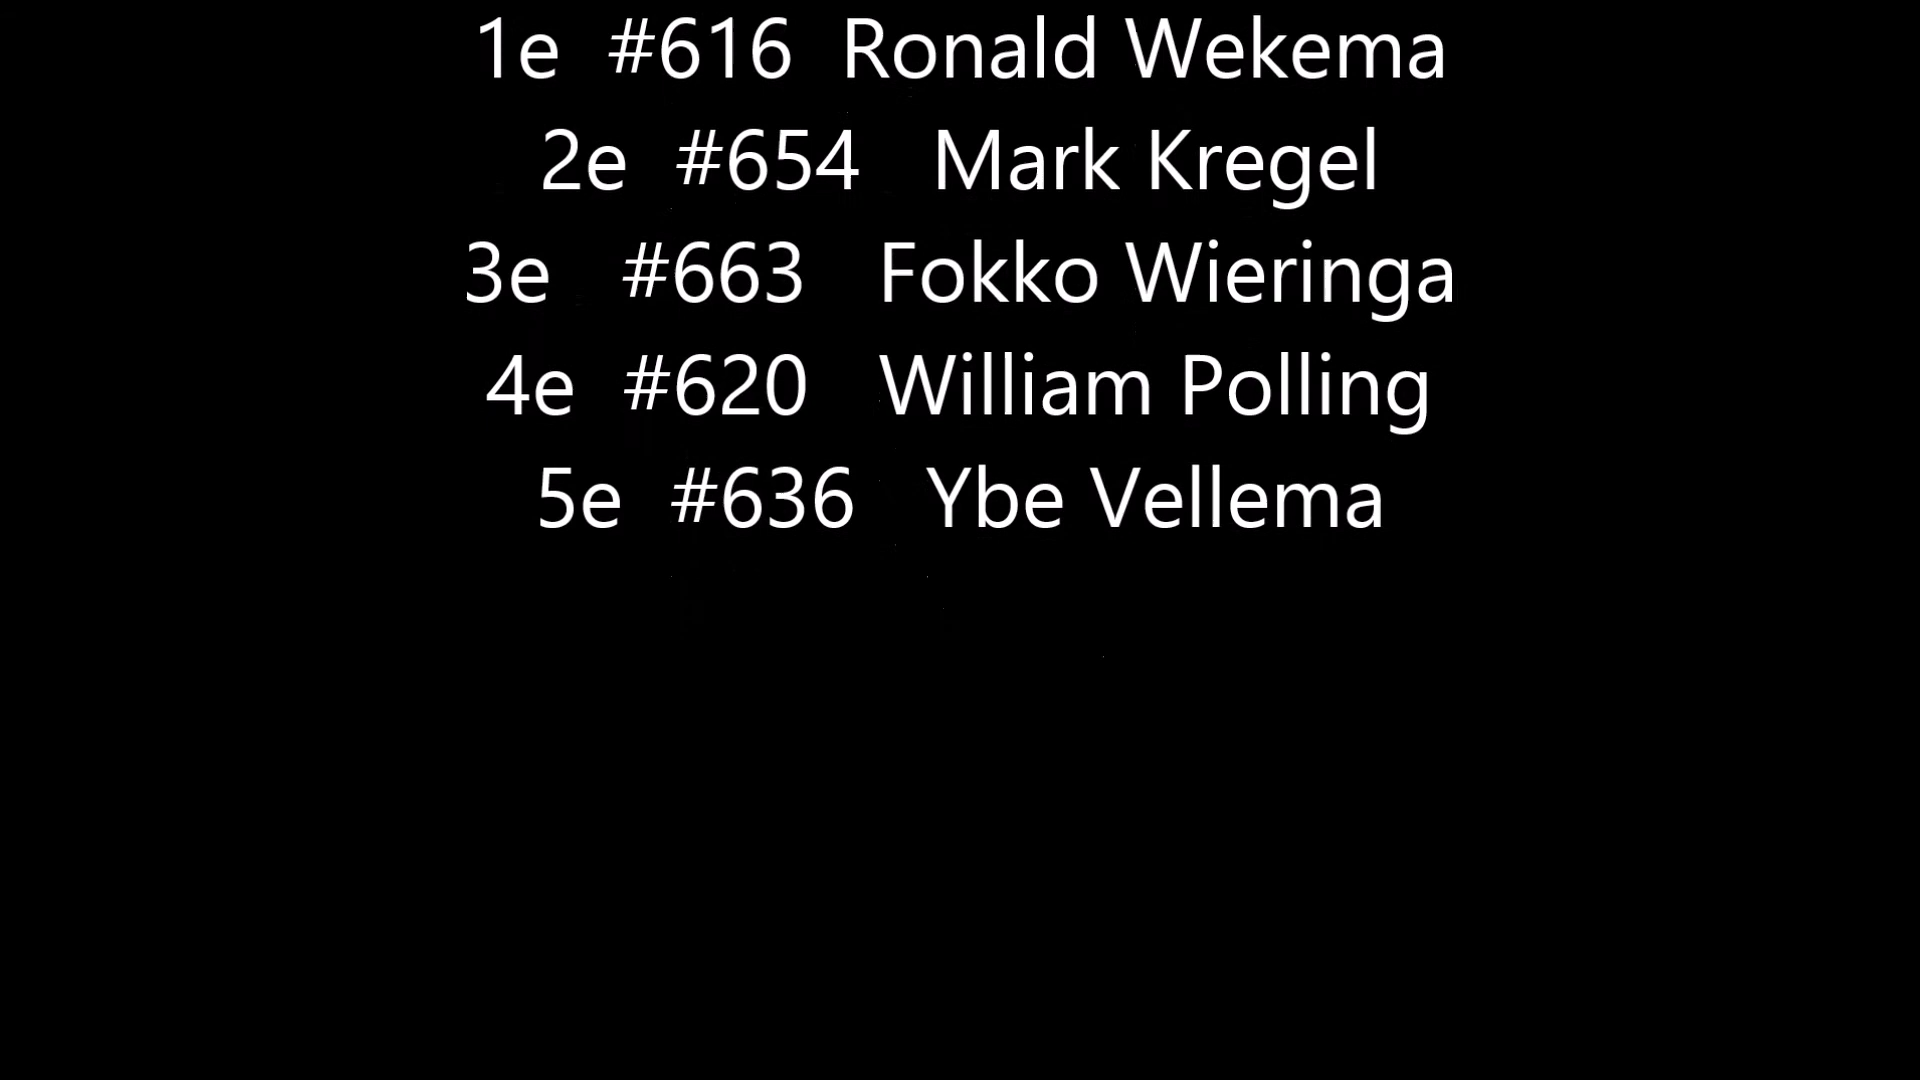 1e #616 Ronald Wekema
2e #654 Mark Kregel
3e #663 Fokko Wieringa
4e #620 William Polling
5e #636 Ybe Vellema